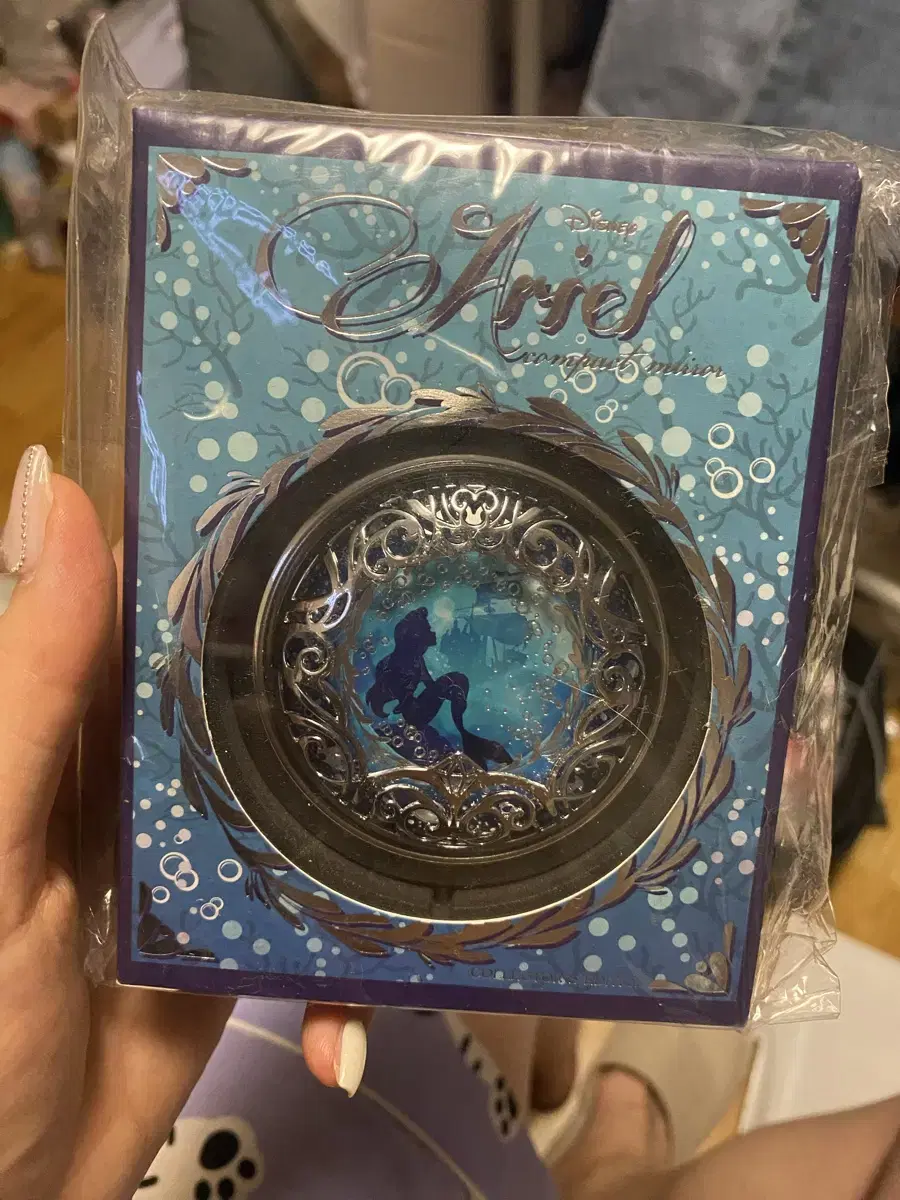 Disney
Ariel
compact mirror